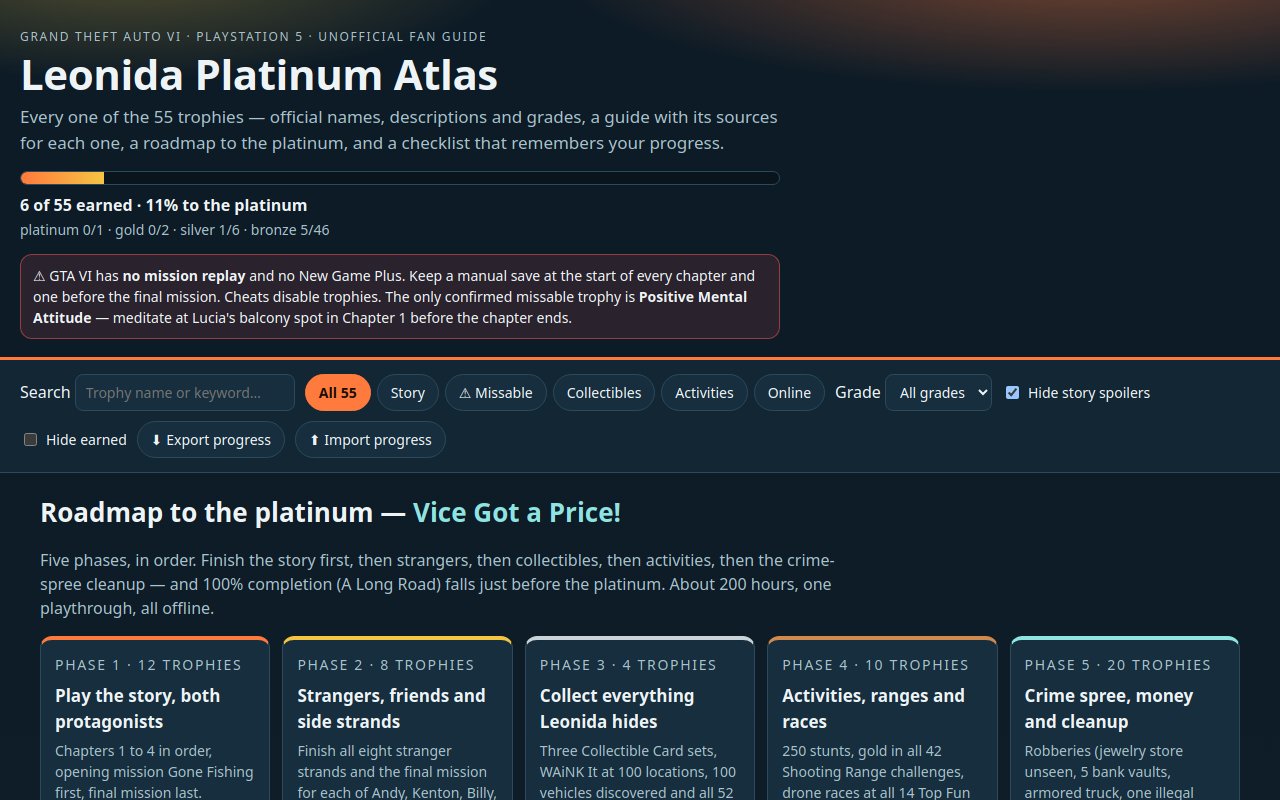 GRAND THEFT AUTO VI · PLAYSTATION 5 · UNOFFICIAL FAN GUIDE
Leonida Platinum Atlas
Every one of the 55 trophies — official names, descriptions and grades, a guide with its sources
for each one, a roadmap to the platinum, and a checklist that remembers your progress.
6 of 55 earned · 11% to the platinum
platinum 0/1 · gold 0/2 · silver 1/6 · bronze 5/46
⚠ GTA VI has no mission replay and no New Game Plus. Keep a manual save at the start of every chapter and
one before the final mission. Cheats disable trophies. The only confirmed missable trophy is Positive Mental
Attitude — meditate at Lucia's balcony spot in Chapter 1 before the chapter ends.
Search Trophy name or keyword... All 55 Story ⚠ Missable Collectibles Activities Online Grade All grades Hide story spoilers
Hide earned ⬇ Export progress ⬆ Import progress
Roadmap to the platinum — Vice Got a Price!
Five phases, in order. Finish the story first, then strangers, then collectibles, then activities, then the crime-
spree cleanup — and 100% completion (A Long Road) falls just before the platinum. About 200 hours, one
playthrough, all offline.
PHASE 1 · 12 TROPHIES
Play the story, both
protagonists
Chapters 1 to 4 in order,
opening mission Gone Fishing
first, final mission last.
PHASE 2 · 8 TROPHIES
Strangers, friends and
side strands
Finish all eight stranger
strands and the final mission
for each of Andy, Kenton, Billy,
PHASE 3 · 4 TROPHIES
Collect everything
Leonida hides
Three Collectible Card sets,
WAiNK It at 100 locations, 100
vehicles discovered and all 52
PHASE 4 · 10 TROPHIES
Activities, ranges and
races
250 stunts, gold in all 42
Shooting Range challenges,
drone races at all 14 Top Fun
PHASE 5 · 20 TROPHIES
Crime spree, money
and cleanup
Robberies (jewelry store
unseen, 5 bank vaults,
armored truck, one illegal